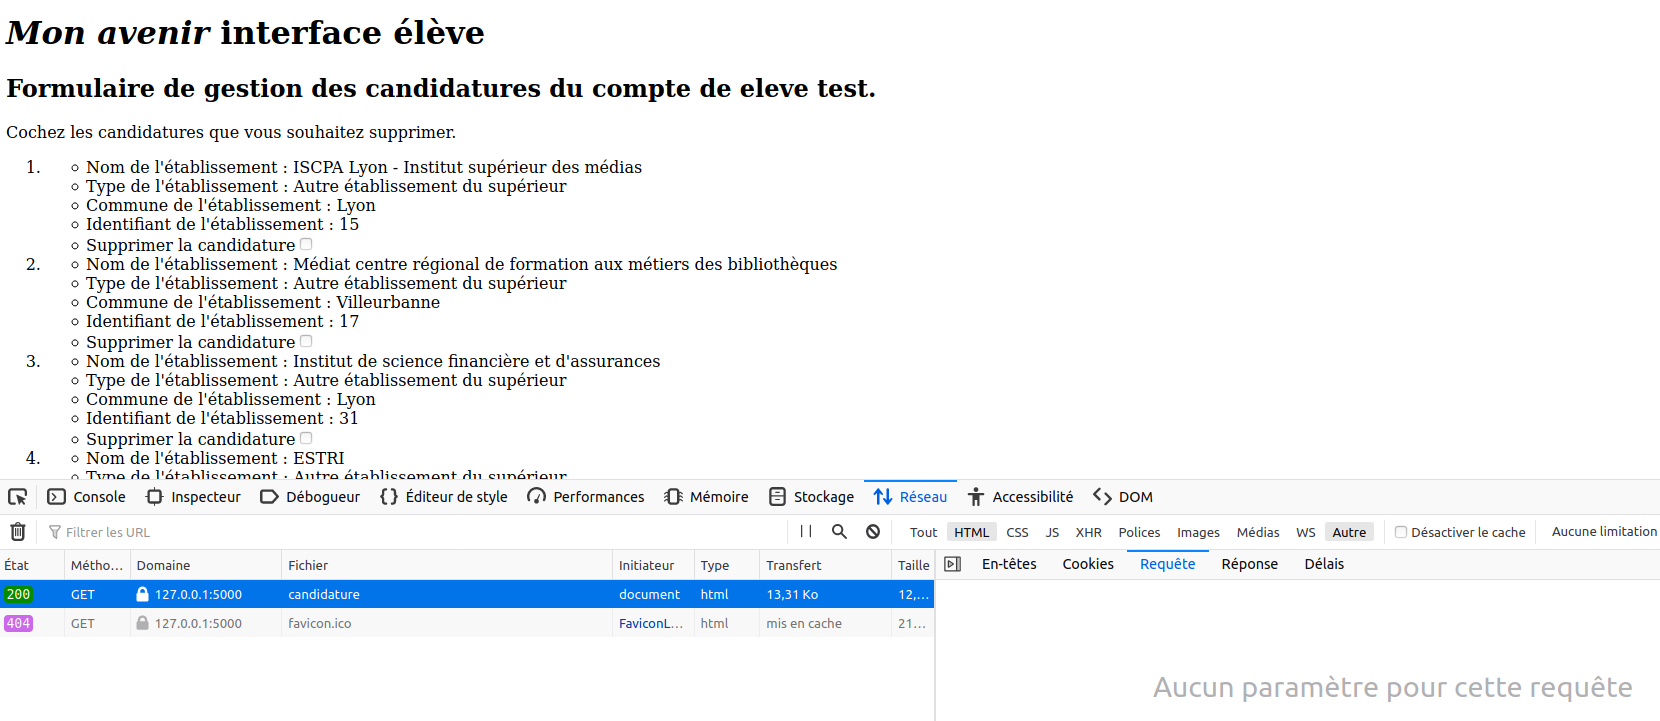 Mon avenir interface élève
Formulaire de gestion des candidatures du compte de eleve test.
Cochez les candidatures que vous souhaitez supprimer.
1. Nom de l'établissement : ISCPA Lyon - Institut supérieur des médias
Type de l'établissement : Autre établissement du supérieur
Commune de l'établissement : Lyon
Identifiant de l'établissement : 15
Supprimer la candidature
2. Nom de l'établissement : Médiat centre régional de formation aux métiers des bibliothèques
Type de l'établissement : Autre établissement du supérieur
Commune de l'établissement : Villeurbanne
Identifiant de l'établissement : 17
Supprimer la candidature
3. Nom de l'établissement : Institut de science financière et d'assurances
Type de l'établissement : Autre établissement du supérieur
Commune de l'établissement : Lyon
Identifiant de l'établissement : 31
Supprimer la candidature
4. Nom de l'établissement : ESTRI
Type de l'établissement : Autre établissement du supérieur
Console Inspecteur Débogueur Éditeur de style Performances Mémoire Stockage Réseau Accessibilité DOM
Filtrer les URL Tout HTML CSS JS XHR Polices Images Médias WS Autre Désactiver le cache Aucune limitation
État Métho… Domaine Fichier Initiateur Type Transfert Taille
En-têtes Cookies Requête Réponse Délais
200 GET 127.0.0.1:5000 candidature document html 13,31 Ko 12,…
404 GET 127.0.0.1:5000 favicon.ico FaviconL… html mis en cache 21…
Aucun paramètre pour cette requête